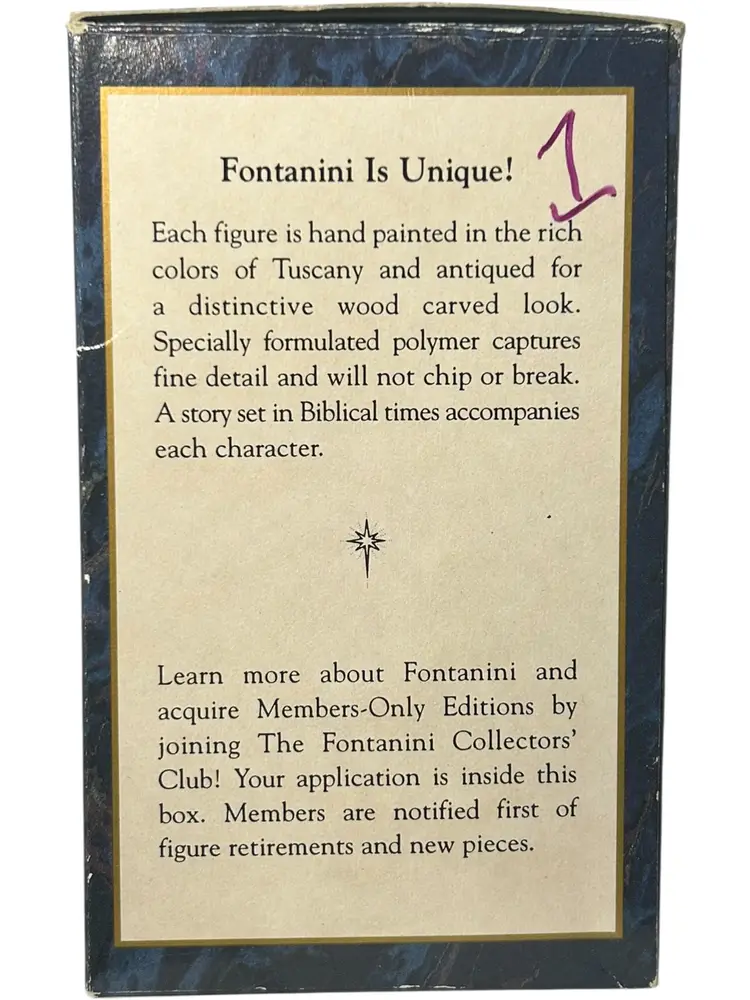 1
Fontanini Is Unique!
Each figure is hand painted in the rich
colors of Tuscany and antiqued for
a distinctive wood carved look.
Specially formulated polymer captures
fine detail and will not chip or break.
A story set in Biblical times accompanies
each character.
Learn more about Fontanini and
acquire Members-Only Editions by
joining The Fontanini Collectors'
Club! Your application is inside this
box. Members are notified first of
figure retirements and new pieces.